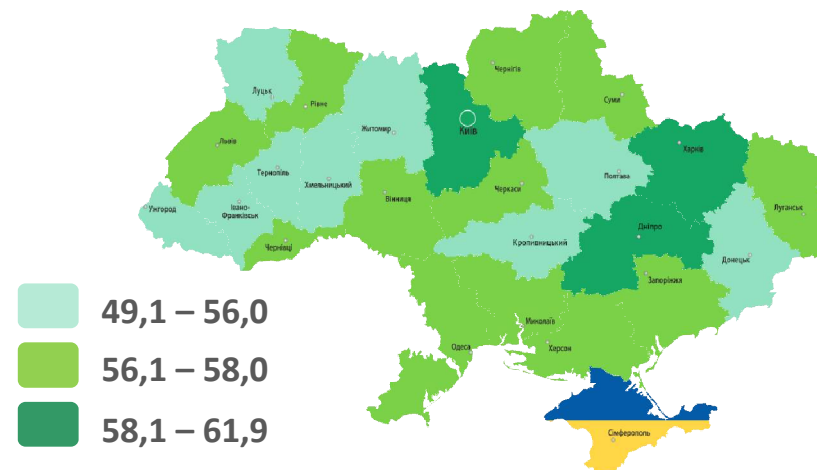 Чернігів
Суми
Луцьк
Рівне
Житомир
Київ
Львів
Харків
Тернопіль
Хмельницький
Полтава
Черкаси
Вінниця
Івано-
Франківськ
Ужгород
Луганськ
Чернівці
Кропивницький
Дніпро
Донецьк
Запоріжжя
Миколаїв
Одеса
Херсон
Сімферополь
49,1 – 56,0
56,1 – 58,0
58,1 – 61,9